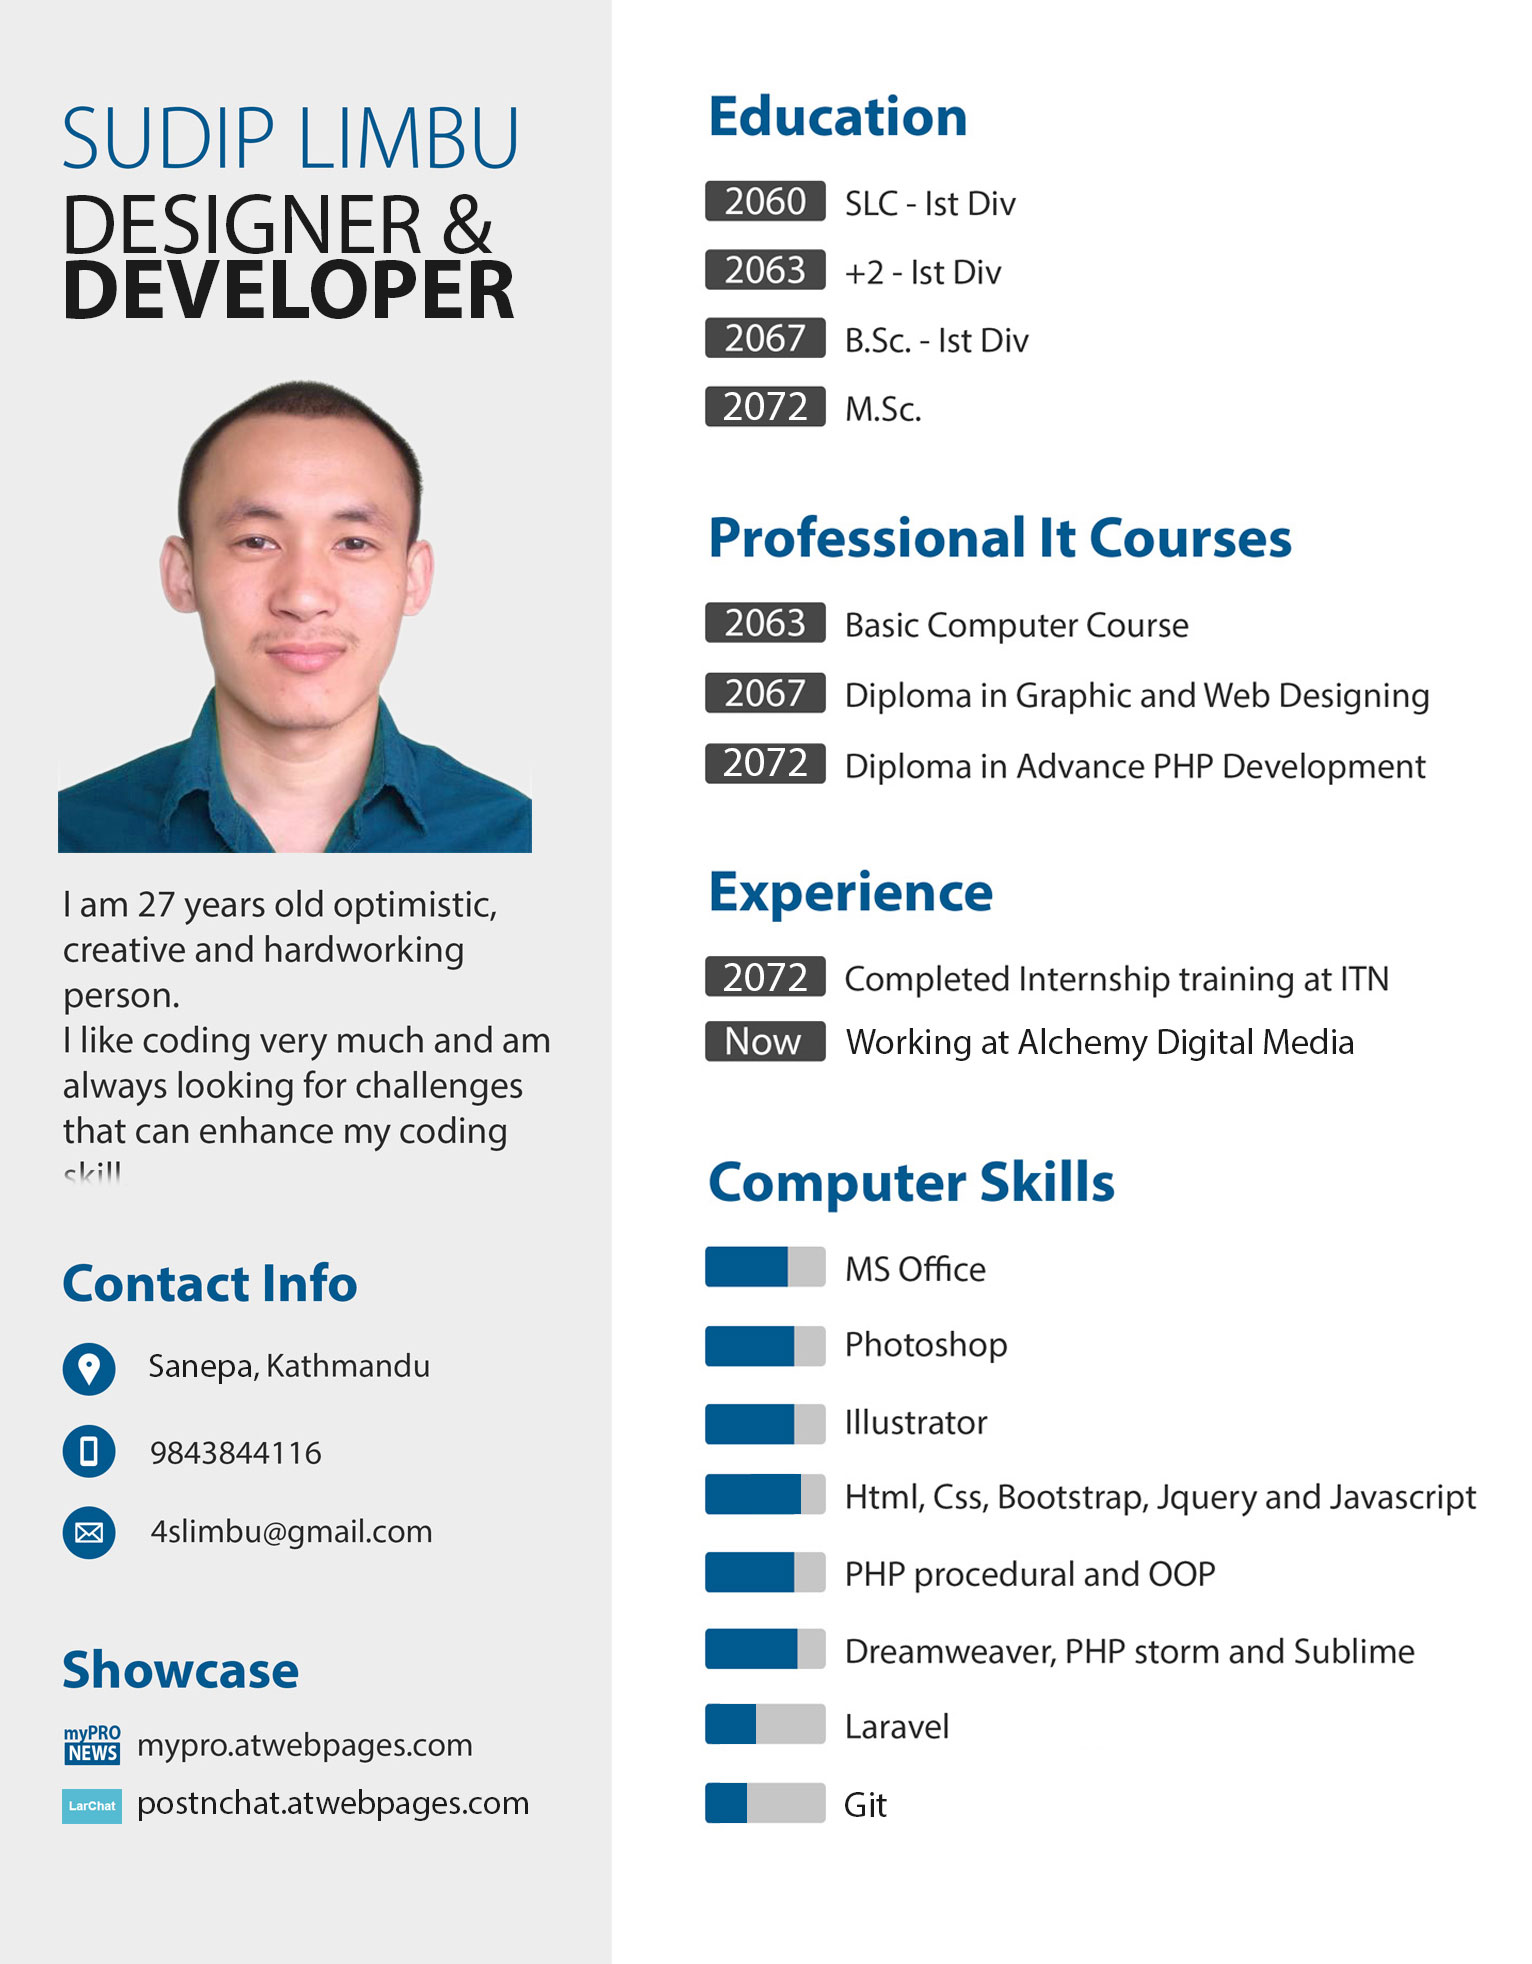 SUDIP LIMBU
DESIGNER &
DEVELOPER
I am 27 years old optimistic,
creative and hardworking
person.
I like coding very much and am
always looking for challenges
that can enhance my coding
skill
Contact Info
Sanepa, Kathmandu
9843844116
4slimbu@gmail.com
Showcase
myPRO
NEWS mypro.atwebpages.com
LarChat postnchat.atwebpages.com
Education
2060 SLC - Ist Div
2063 +2 - Ist Div
2067 B.Sc. - Ist Div
2072 M.Sc.
Professional It Courses
2063 Basic Computer Course
2067 Diploma in Graphic and Web Designing
2072 Diploma in Advance PHP Development
Experience
2072 Completed Internship training at ITN
Now Working at Alchemy Digital Media
Computer Skills
MS Office
Photoshop
Illustrator
Html, Css, Bootstrap, Jquery and Javascript
PHP procedural and OOP
Dreamweaver, PHP storm and Sublime
Laravel
Git